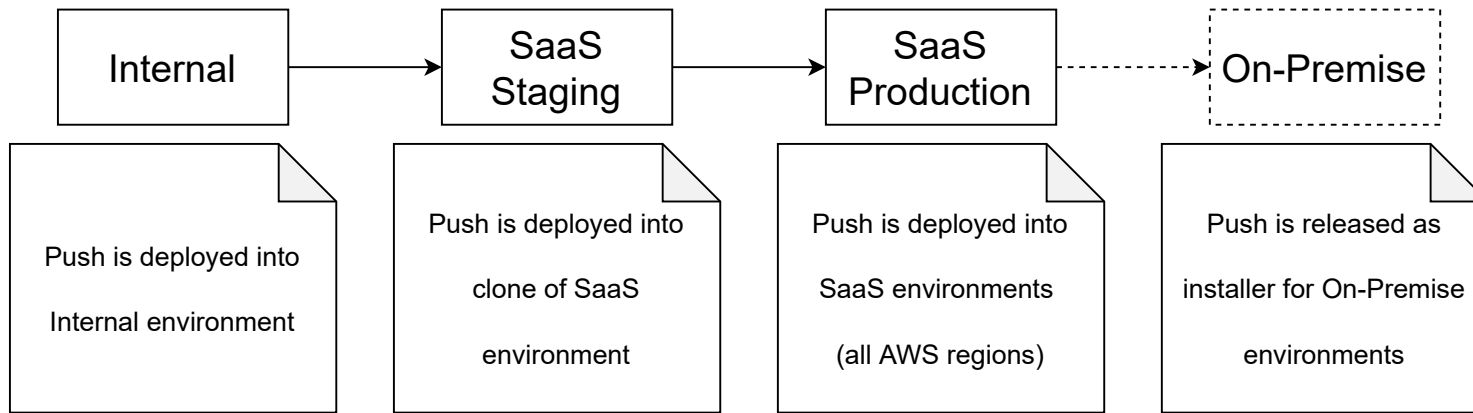 Internal
SaaS
Staging
SaaS
Production
On-Premise
Push is deployed into
Internal environment
Push is deployed into
clone of SaaS
environment
Push is deployed into
SaaS environments
(all AWS regions)
Push is released as
installer for On-Premise
environments